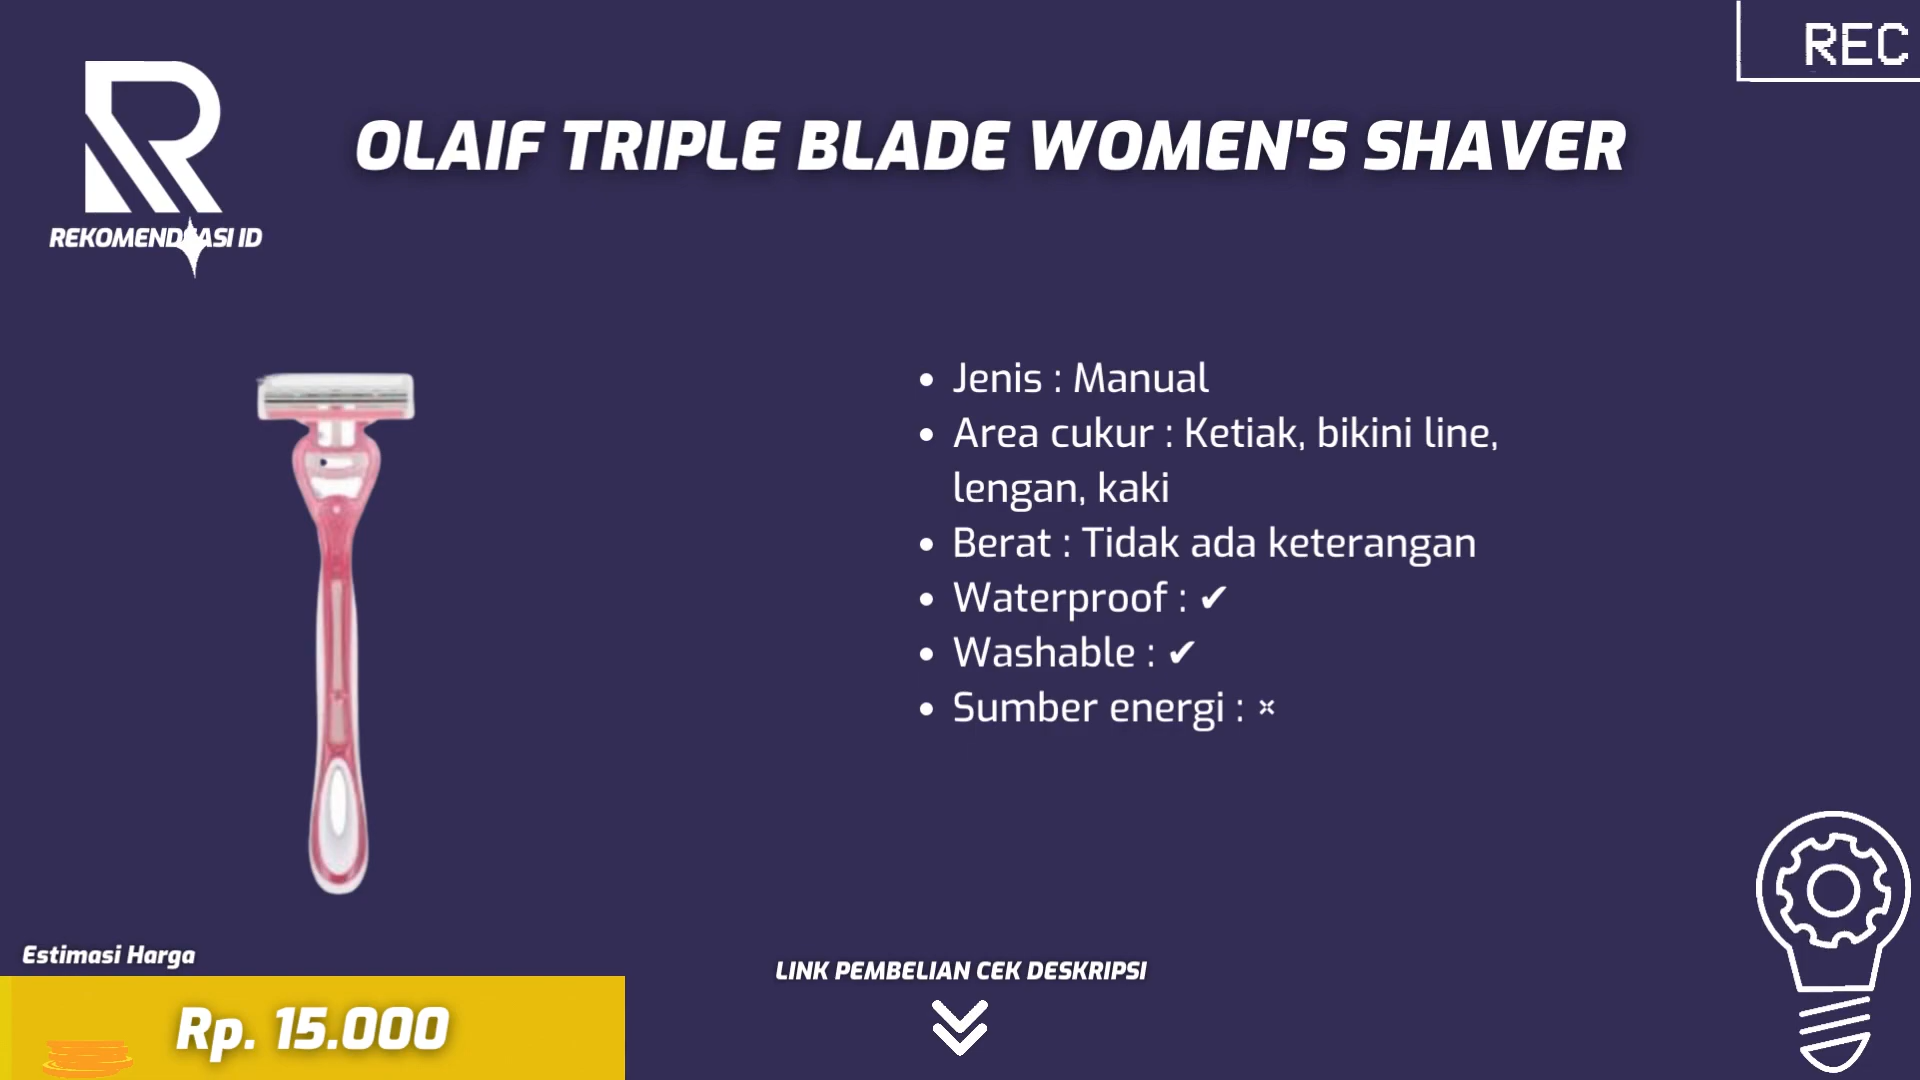 REC
OLAIF TRIPLE BLADE WOMEN'S SHAVER
REKOMENDSASI ID
• Jenis : Manual
• Area cukur : Ketiak, bikini line,
lengan, kaki
• Berat : Tidak ada keterangan
• Waterproof : ✔
• Washable : ✔
• Sumber energi : ×
Estimasi Harga
Rp. 15.000
LINK PEMBELIAN CEK DESKRIPSI